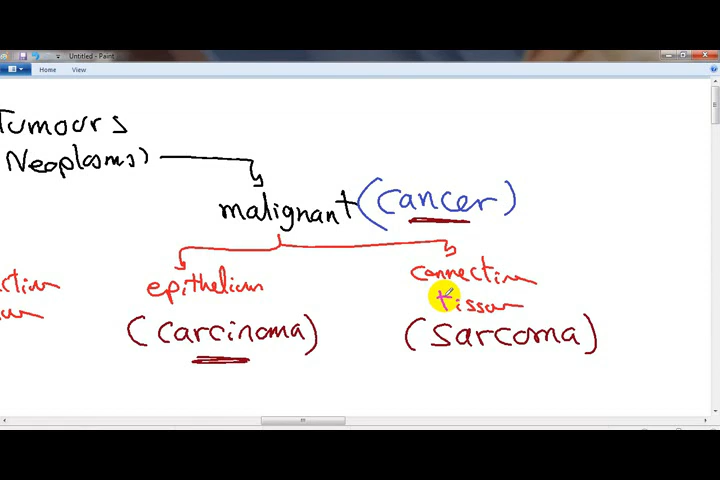 Untitled - Paint
Home View
Tumours
Neoplasms)
malignant (cancer)
epithelium
connective
tissue
(carcinoma)
(sarcoma)